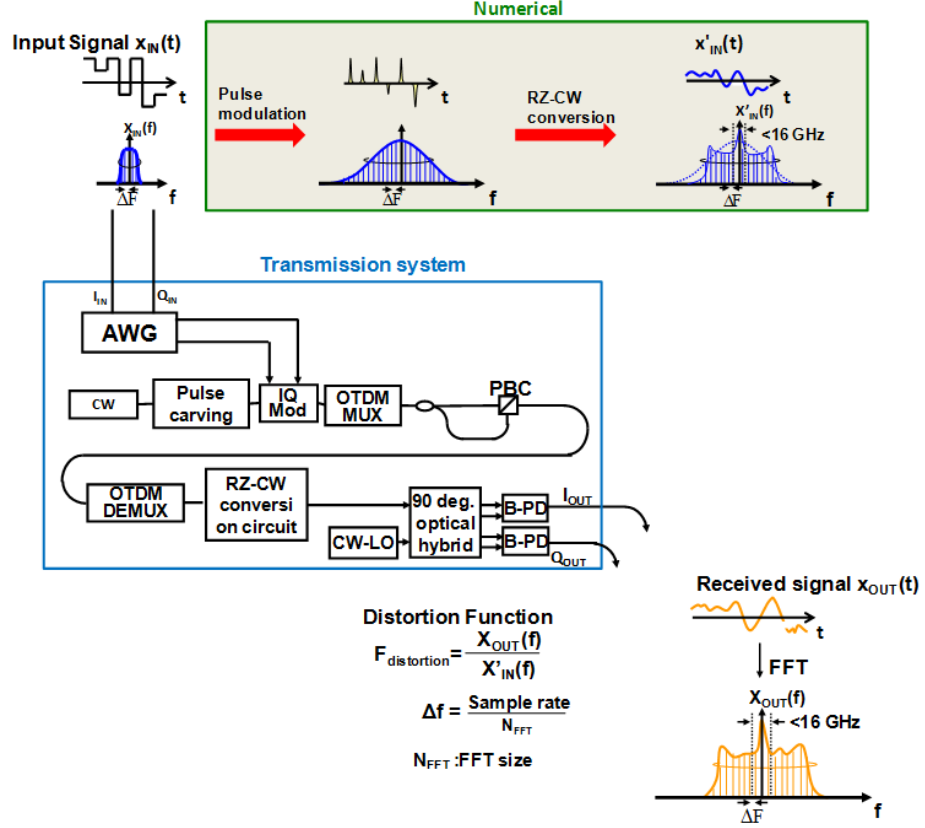 Numerical
Input Signal x_IN(t)
t
X_IN(f)
ΔF
f
Pulse
modulation
t
ΔF
f
RZ-CW
conversion
x'_IN(t)
t
X'_IN(f)
<16 GHz
ΔF
f
Transmission system
I_IN
Q_IN
AWG
CW
Pulse
carving
IQ
Mod
OTDM
MUX
PBC
OTDM
DEMUX
RZ-CW
conversi
on circuit
CW-LO
90 deg.
optical
hybrid
B-PD
B-PD
I_OUT
Q_OUT
Received signal x_OUT(t)
t
FFT
X_OUT(f)
<16 GHz
ΔF
f
Distortion Function
F_distortion = X_OUT(f) / X'_IN(f)
Δf = Sample rate / N_FFT
N_FFT :FFT size